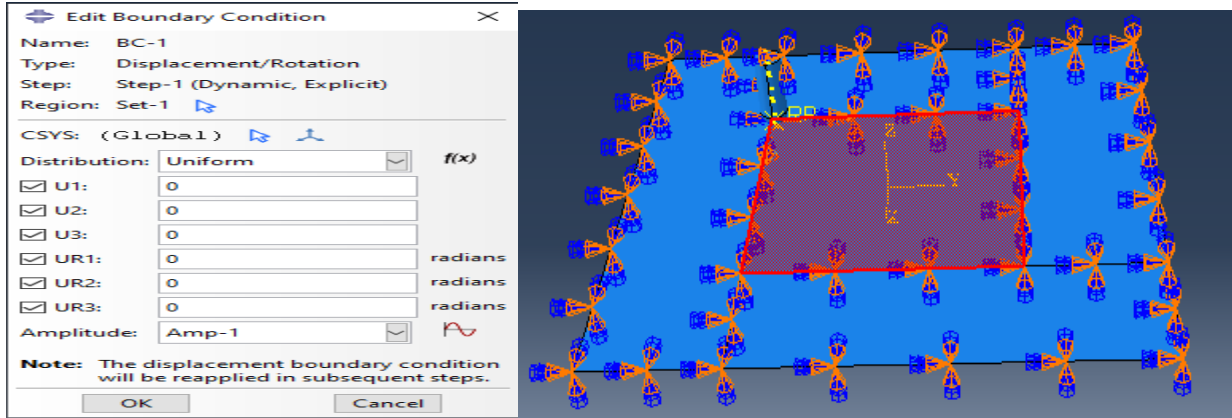 Edit Boundary Condition
Name: BC-1
Type: Displacement/Rotation
Step: Step-1 (Dynamic, Explicit)
Region: Set-1
CSYS: (Global)
Distribution: Uniform f(x)
U1: 0
U2: 0
U3: 0
UR1: 0 radians
UR2: 0 radians
UR3: 0 radians
Amplitude: Amp-1
Note: The displacement boundary condition
will be reapplied in subsequent steps.
OK Cancel
RP
Z
Y
X